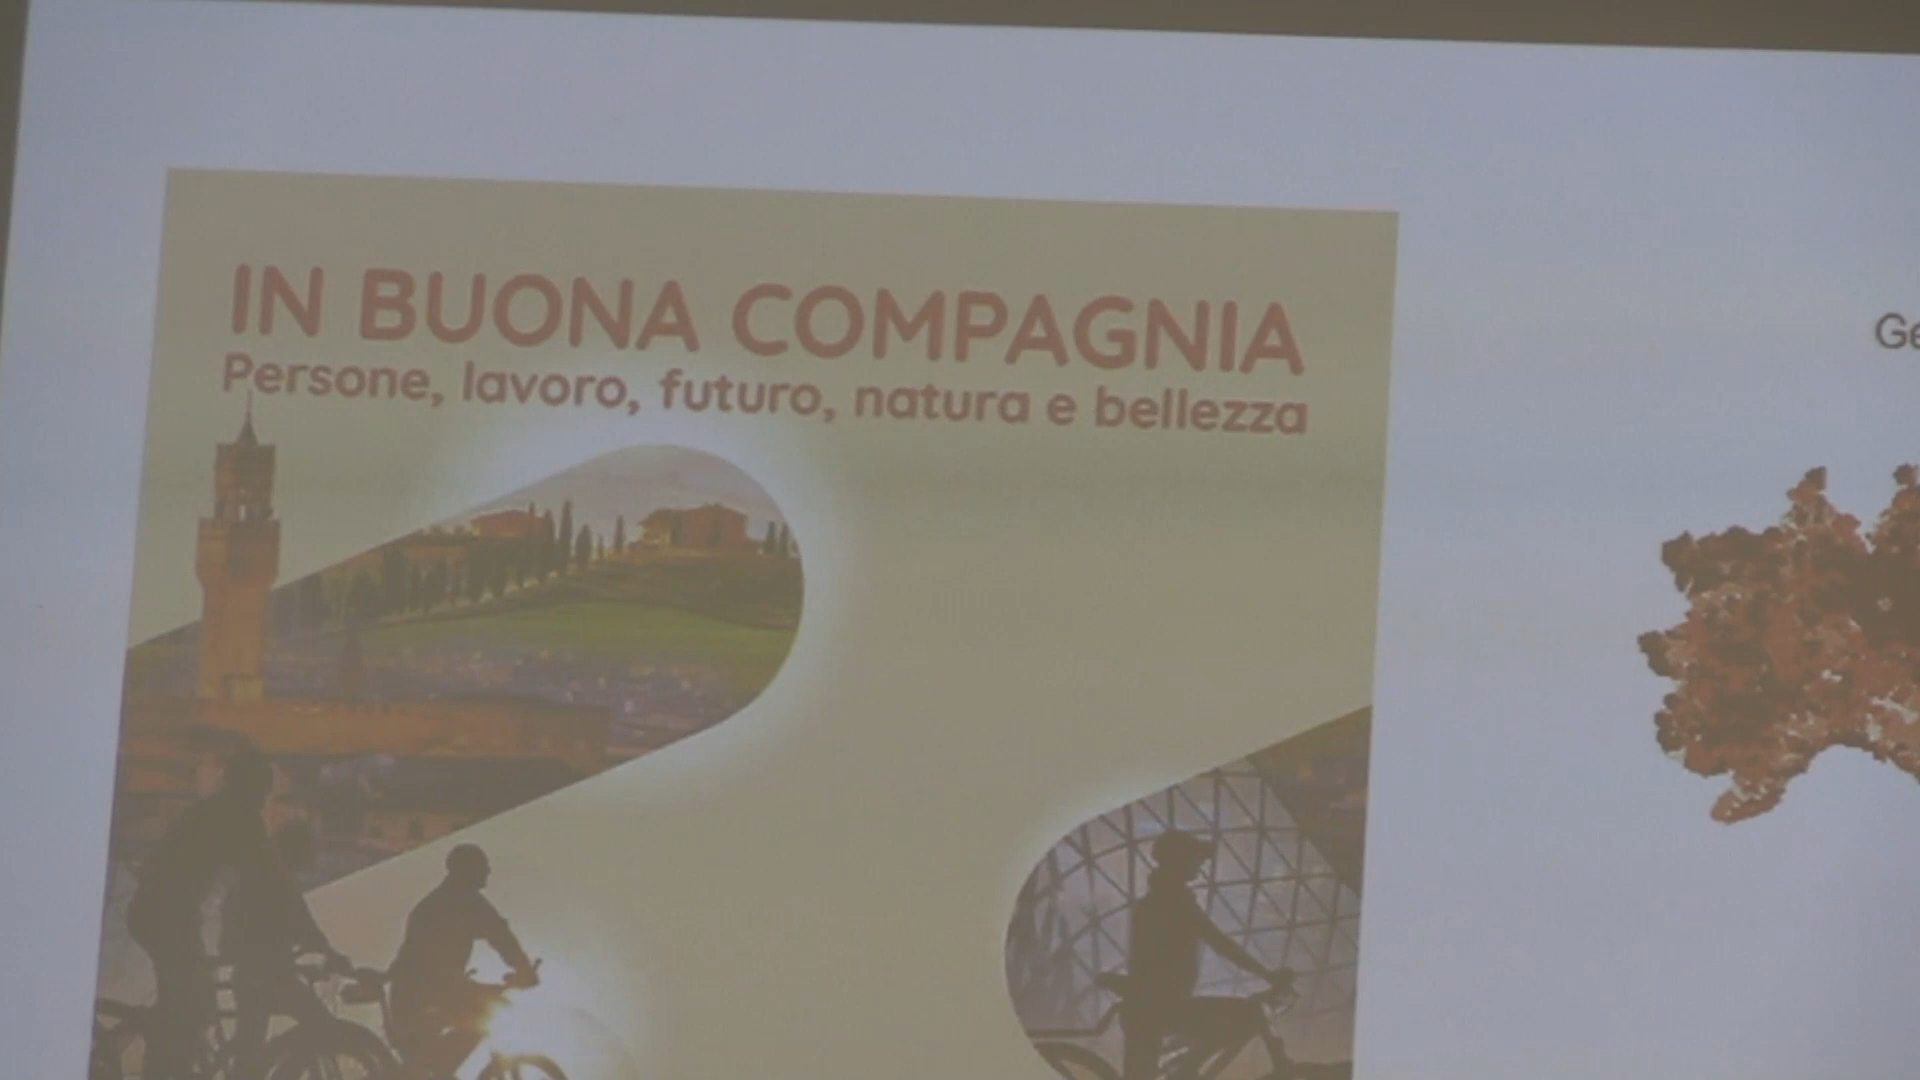 IN BUONA COMPAGNIA
Persone, lavoro, futuro, natura e bellezza